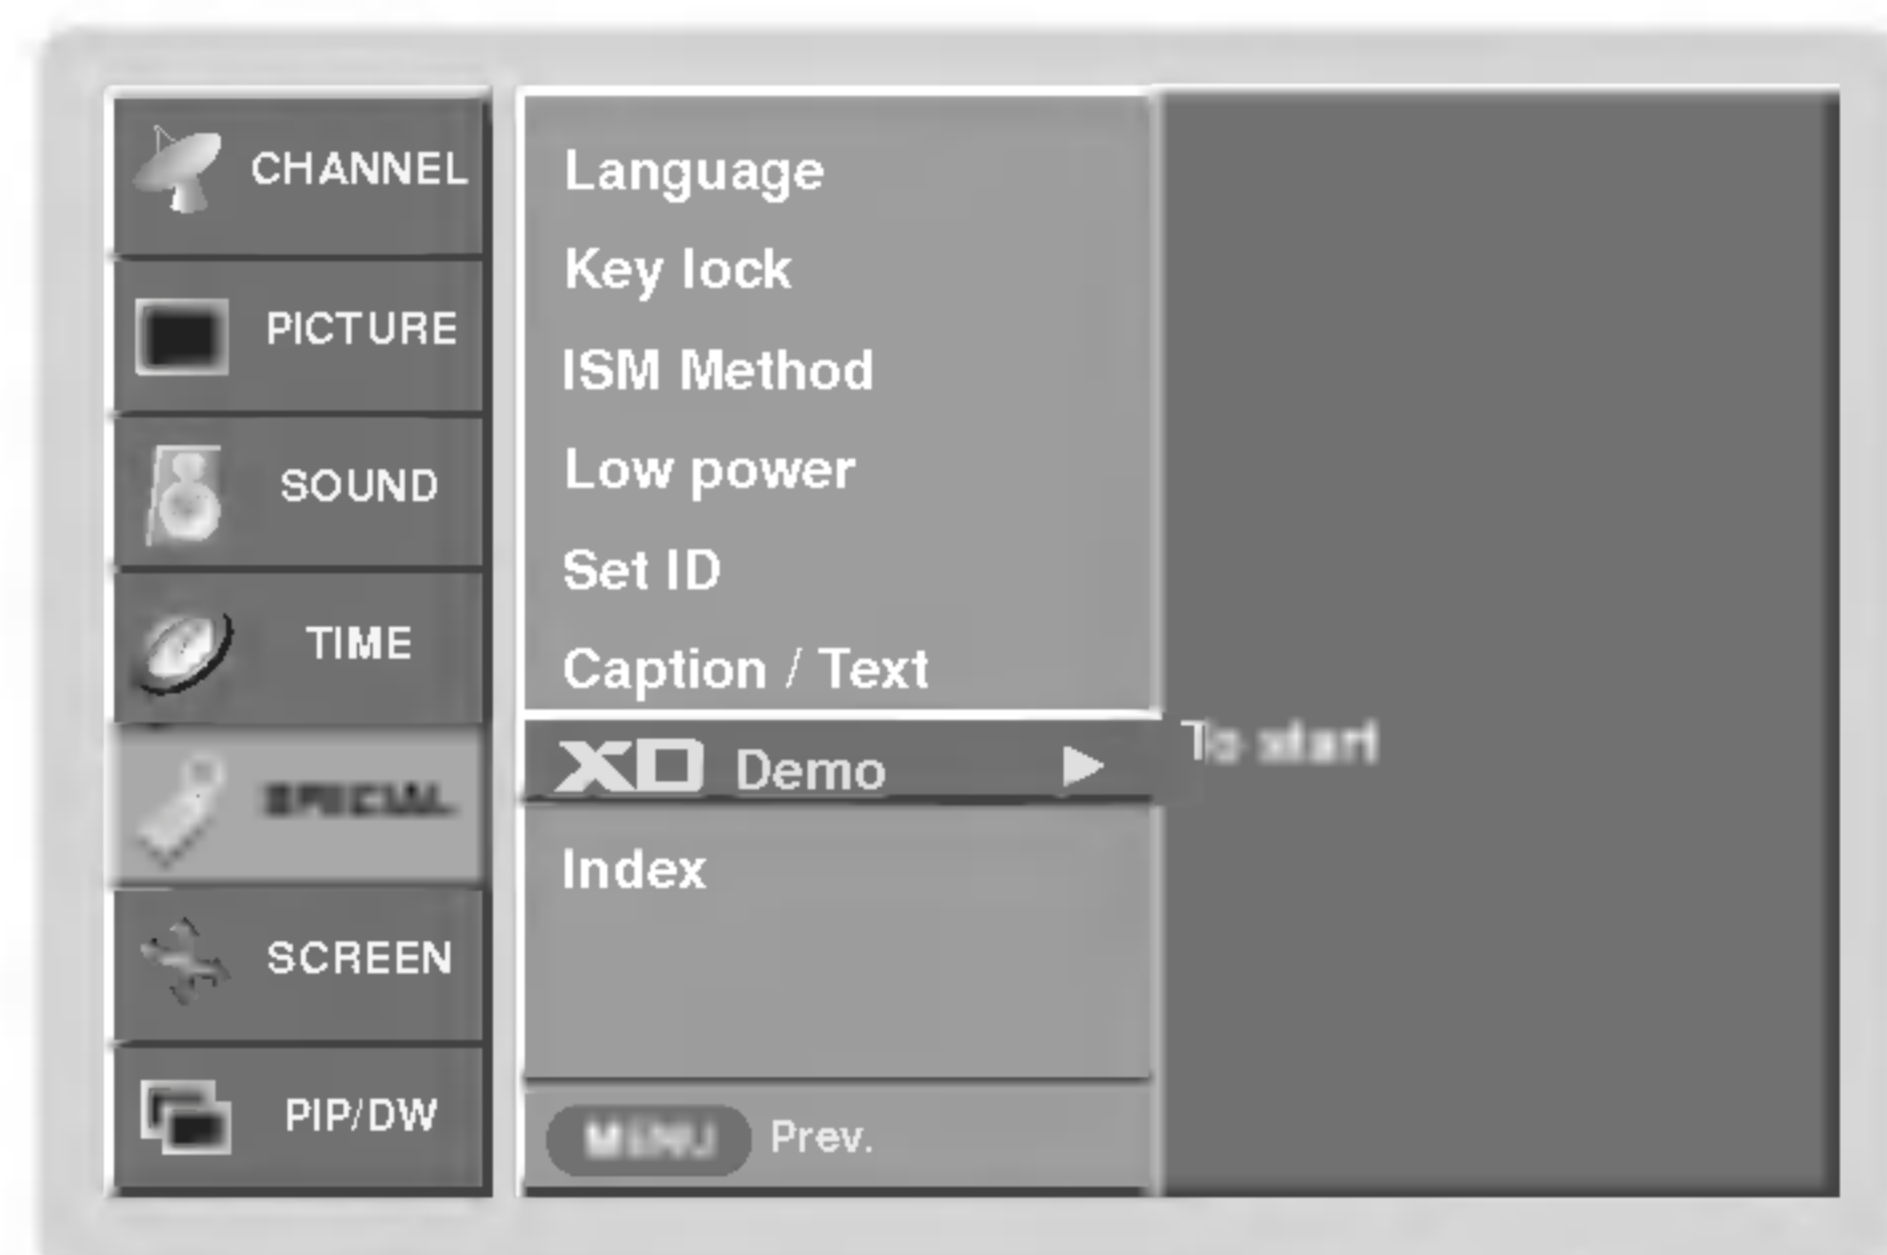 CHANNEL
PICTURE
SOUND
TIME
SPECIAL
SCREEN
PIP/DW
Language
Key lock
ISM Method
Low power
Set ID
Caption / Text
XD Demo
To start
Index
MENU Prev.